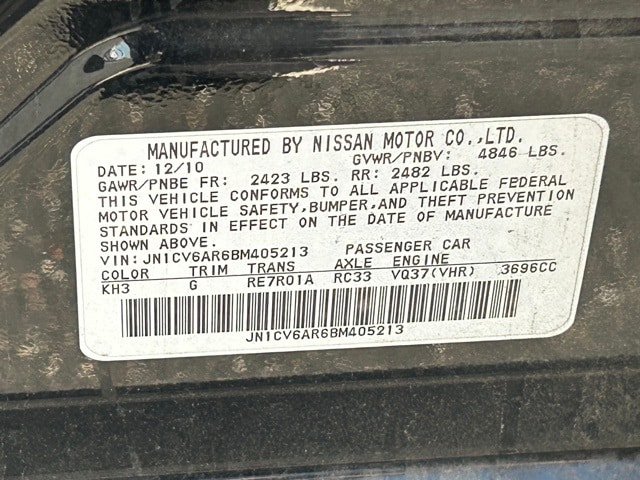 MANUFACTURED BY NISSAN MOTOR CO.,LTD.
DATE: 12/10 GVWR/PNBV: 4846 LBS.
GAWR/PNBE FR: 2423 LBS. RR: 2482 LBS.
THIS VEHICLE CONFORMS TO ALL APPLICABLE FEDERAL
MOTOR VEHICLE SAFETY,BUMPER,AND THEFT PREVENTION
STANDARDS IN EFFECT ON THE DATE OF MANUFACTURE
SHOWN ABOVE.
VIN: JN1CV6AR6BM405213 PASSENGER CAR
COLOR TRIM TRANS AXLE ENGINE
KH3 G RE7R01A RC33 VQ37(VHR) 3696CC
JN1CV6AR6BM405213